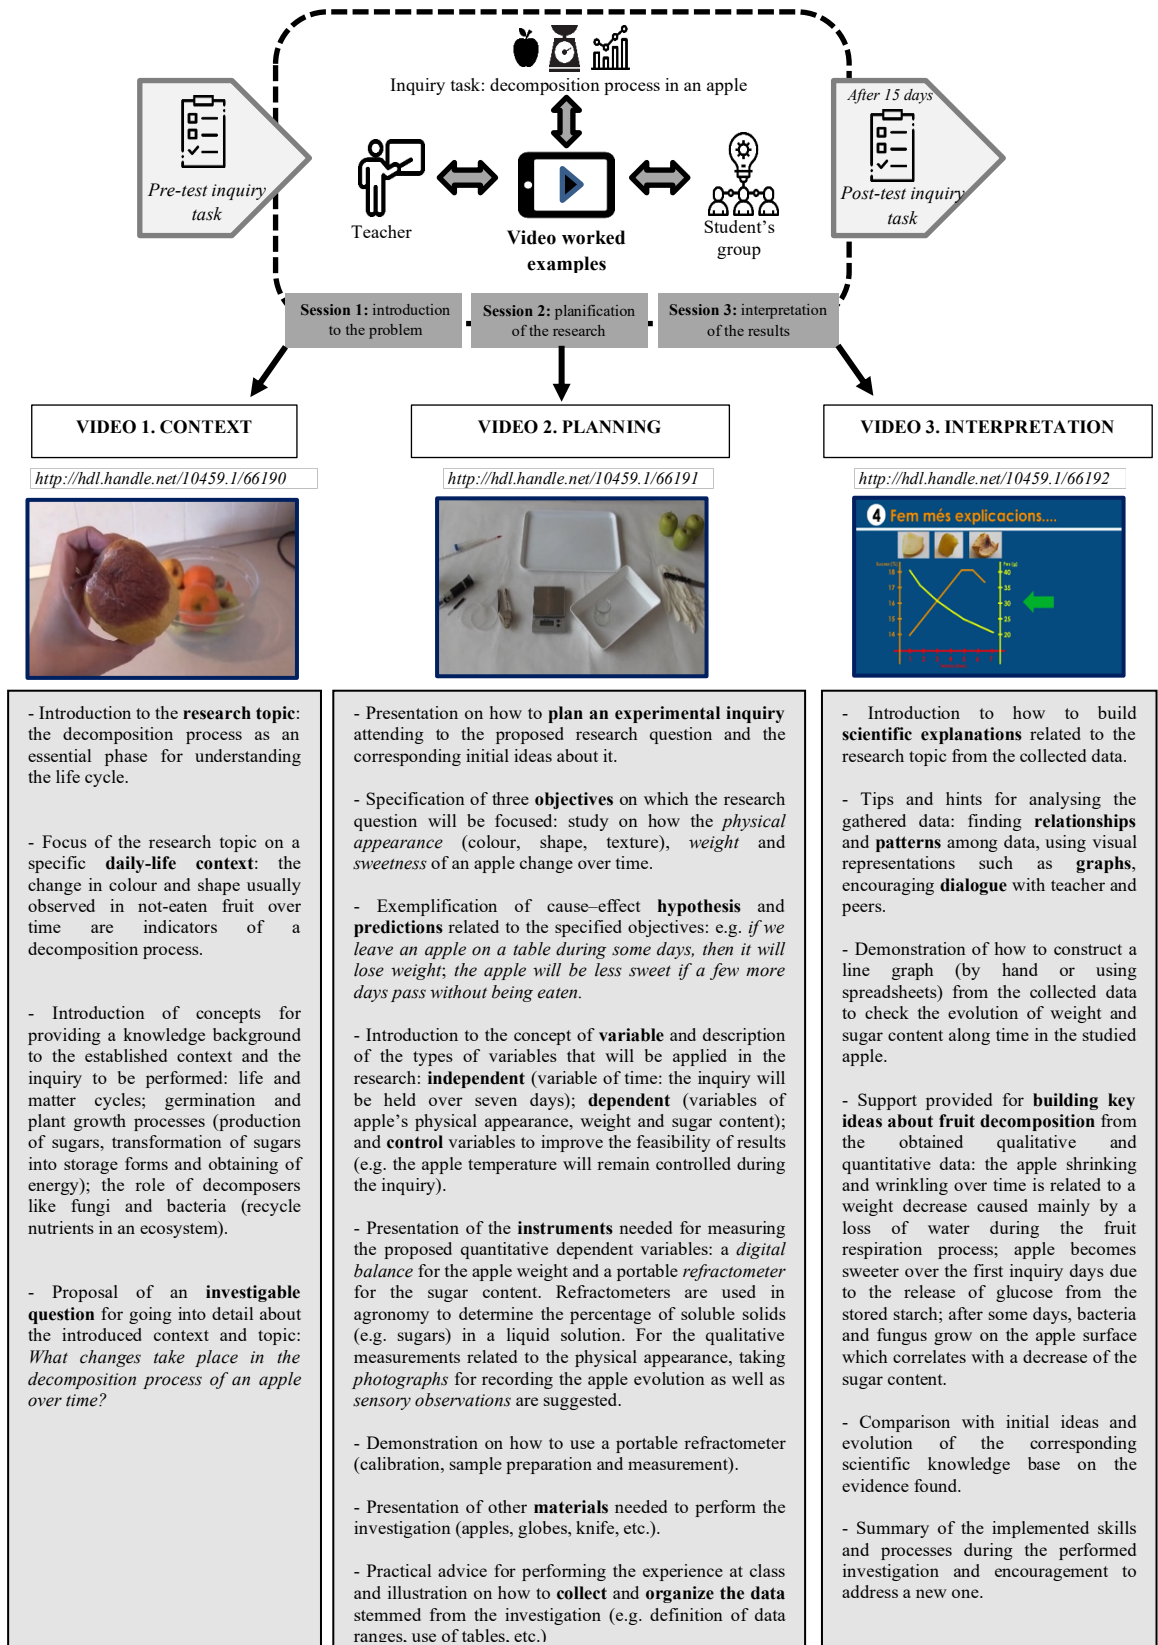 Inquiry task: decomposition process in an apple
Pre-test inquiry
task
After 15 days
Post-test inquiry
task
Teacher
Video worked
examples
Student's
group
Session 1: introduction
to the problem
Session 2: planification
of the research
Session 3: interpretation
of the results
VIDEO 1. CONTEXT
http://hdl.handle.net/10459.1/66190
- Introduction to the research topic:
the decomposition process as an
essential phase for understanding
the life cycle.
- Focus of the research topic on a
specific daily-life context: the
change in colour and shape usually
observed in not-eaten fruit over
time are indicators of a
decomposition process.
- Introduction of concepts for
providing a knowledge background
to the established context and the
inquiry to be performed: life and
matter cycles; germination and
plant growth processes (production
of sugars, transformation of sugars
into storage forms and obtaining of
energy); the role of decomposers
like fungi and bacteria (recycle
nutrients in an ecosystem).
- Proposal of an investigable
question for going into detail about
the introduced context and topic:
What changes take place in the
decomposition process of an apple
over time?
VIDEO 2. PLANNING
http://hdl.handle.net/10459.1/66191
- Presentation on how to plan an experimental inquiry
attending to the proposed research question and the
corresponding initial ideas about it.
- Specification of three objectives on which the research
question will be focused: study on how the physical
appearance (colour, shape, texture), weight and
sweetness of an apple change over time.
- Exemplification of cause–effect hypothesis and
predictions related to the specified objectives: e.g. if we
leave an apple on a table during some days, then it will
lose weight; the apple will be less sweet if a few more
days pass without being eaten.
- Introduction to the concept of variable and description
of the types of variables that will be applied in the
research: independent (variable of time: the inquiry will
be held over seven days); dependent (variables of
apple's physical appearance, weight and sugar content);
and control variables to improve the feasibility of results
(e.g. the apple temperature will remain controlled during
the inquiry).
- Presentation of the instruments needed for measuring
the proposed quantitative dependent variables: a digital
balance for the apple weight and a portable refractometer
for the sugar content. Refractometers are used in
agronomy to determine the percentage of soluble solids
(e.g. sugars) in a liquid solution. For the qualitative
measurements related to the physical appearance, taking
photographs for recording the apple evolution as well as
sensory observations are suggested.
- Demonstration on how to use a portable refractometer
(calibration, sample preparation and measurement).
- Presentation of other materials needed to perform the
investigation (apples, globes, knife, etc.).
- Practical advice for performing the experience at class
and illustration on how to collect and organize the data
stemmed from the investigation (e.g. definition of data
ranges, use of tables, etc.)
VIDEO 3. INTERPRETATION
http://hdl.handle.net/10459.1/66192
4 Fem més explicacions....
18
17
16
15
14
40
35
30
25
20
- Introduction to how to build
scientific explanations related to the
research topic from the collected data.
- Tips and hints for analysing the
gathered data: finding relationships
and patterns among data, using visual
representations such as graphs,
encouraging dialogue with teacher and
peers.
- Demonstration of how to construct a
line graph (by hand or using
spreadsheets) from the collected data
to check the evolution of weight and
sugar content along time in the studied
apple.
- Support provided for building key
ideas about fruit decomposition from
the obtained qualitative and
quantitative data: the apple shrinking
and wrinkling over time is related to a
weight decrease caused mainly by a
loss of water during the fruit
respiration process; apple becomes
sweeter over the first inquiry days due
to the release of glucose from the
stored starch; after some days, bacteria
and fungus grow on the apple surface
which correlates with a decrease of the
sugar content.
- Comparison with initial ideas and
evolution of the corresponding
scientific knowledge base on the
evidence found.
- Summary of the implemented skills
and processes during the performed
investigation and encouragement to
address a new one.